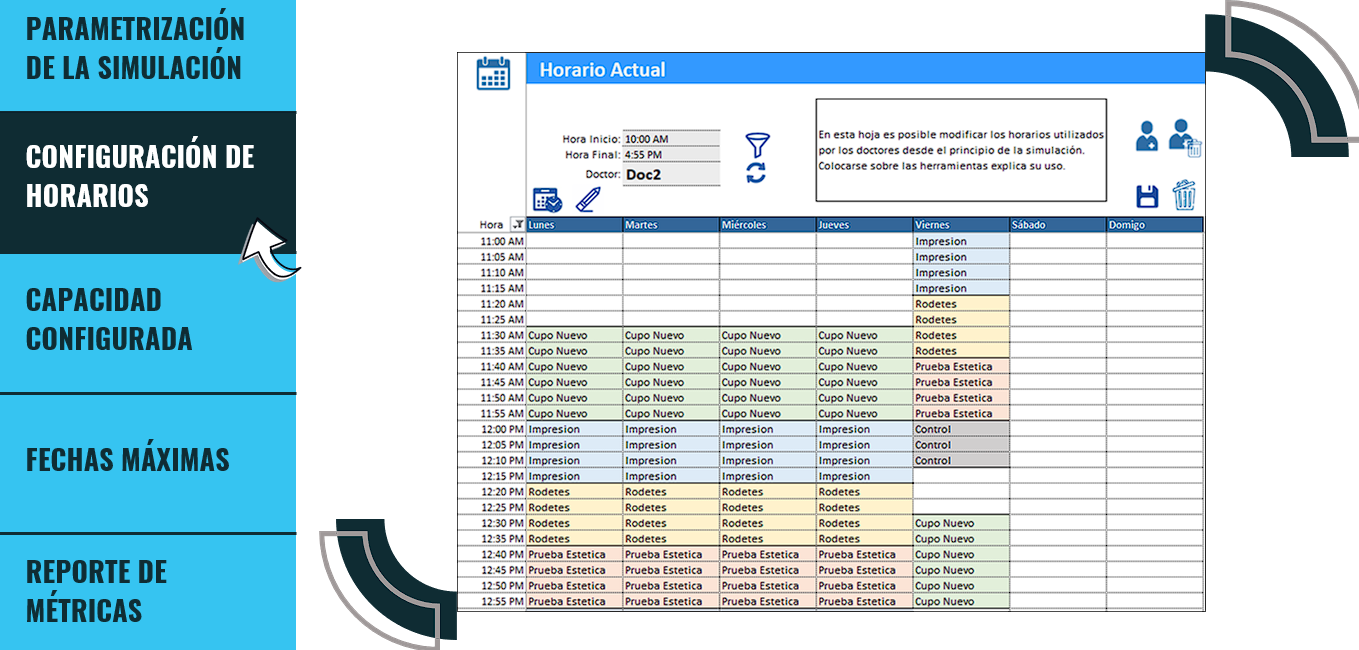 PARAMETRIZACIÓN
DE LA SIMULACIÓN
CONFIGURACIÓN DE
HORARIOS
CAPACIDAD
CONFIGURADA
FECHAS MÁXIMAS
REPORTE DE
MÉTRICAS
Horario Actual
Hora Inicio: 10:00 AM
Hora Final: 4:55 PM
Doctor: Doc2
En esta hoja es posible modificar los horarios utilizados
por los doctores desde el principio de la simulación.
Colocarse sobre las herramientas explica su uso.
Hora Lunes Martes Miércoles Jueves Viernes Sábado Domigo
11:00 AM Impresion
11:05 AM Impresion
11:10 AM Impresion
11:15 AM Impresion
11:20 AM Rodetes
11:25 AM Rodetes
11:30 AM Cupo Nuevo Cupo Nuevo Cupo Nuevo Cupo Nuevo Rodetes
11:35 AM Cupo Nuevo Cupo Nuevo Cupo Nuevo Cupo Nuevo Rodetes
11:40 AM Cupo Nuevo Cupo Nuevo Cupo Nuevo Cupo Nuevo Prueba Estetica
11:45 AM Cupo Nuevo Cupo Nuevo Cupo Nuevo Cupo Nuevo Prueba Estetica
11:50 AM Cupo Nuevo Cupo Nuevo Cupo Nuevo Cupo Nuevo Prueba Estetica
11:55 AM Cupo Nuevo Cupo Nuevo Cupo Nuevo Cupo Nuevo Prueba Estetica
12:00 PM Impresion Impresion Impresion Impresion Control
12:05 PM Impresion Impresion Impresion Impresion Control
12:10 PM Impresion Impresion Impresion Impresion Control
12:15 PM Impresion Impresion Impresion Impresion
12:20 PM Rodetes Rodetes Rodetes Rodetes
12:25 PM Rodetes Rodetes Rodetes Rodetes
12:30 PM Rodetes Rodetes Rodetes Rodetes Cupo Nuevo
12:35 PM Rodetes Rodetes Rodetes Rodetes Cupo Nuevo
12:40 PM Prueba Estetica Prueba Estetica Prueba Estetica Prueba Estetica Cupo Nuevo
12:45 PM Prueba Estetica Prueba Estetica Prueba Estetica Prueba Estetica Cupo Nuevo
12:50 PM Prueba Estetica Prueba Estetica Prueba Estetica Prueba Estetica Cupo Nuevo
12:55 PM Prueba Estetica Prueba Estetica Prueba Estetica Prueba Estetica Cupo Nuevo